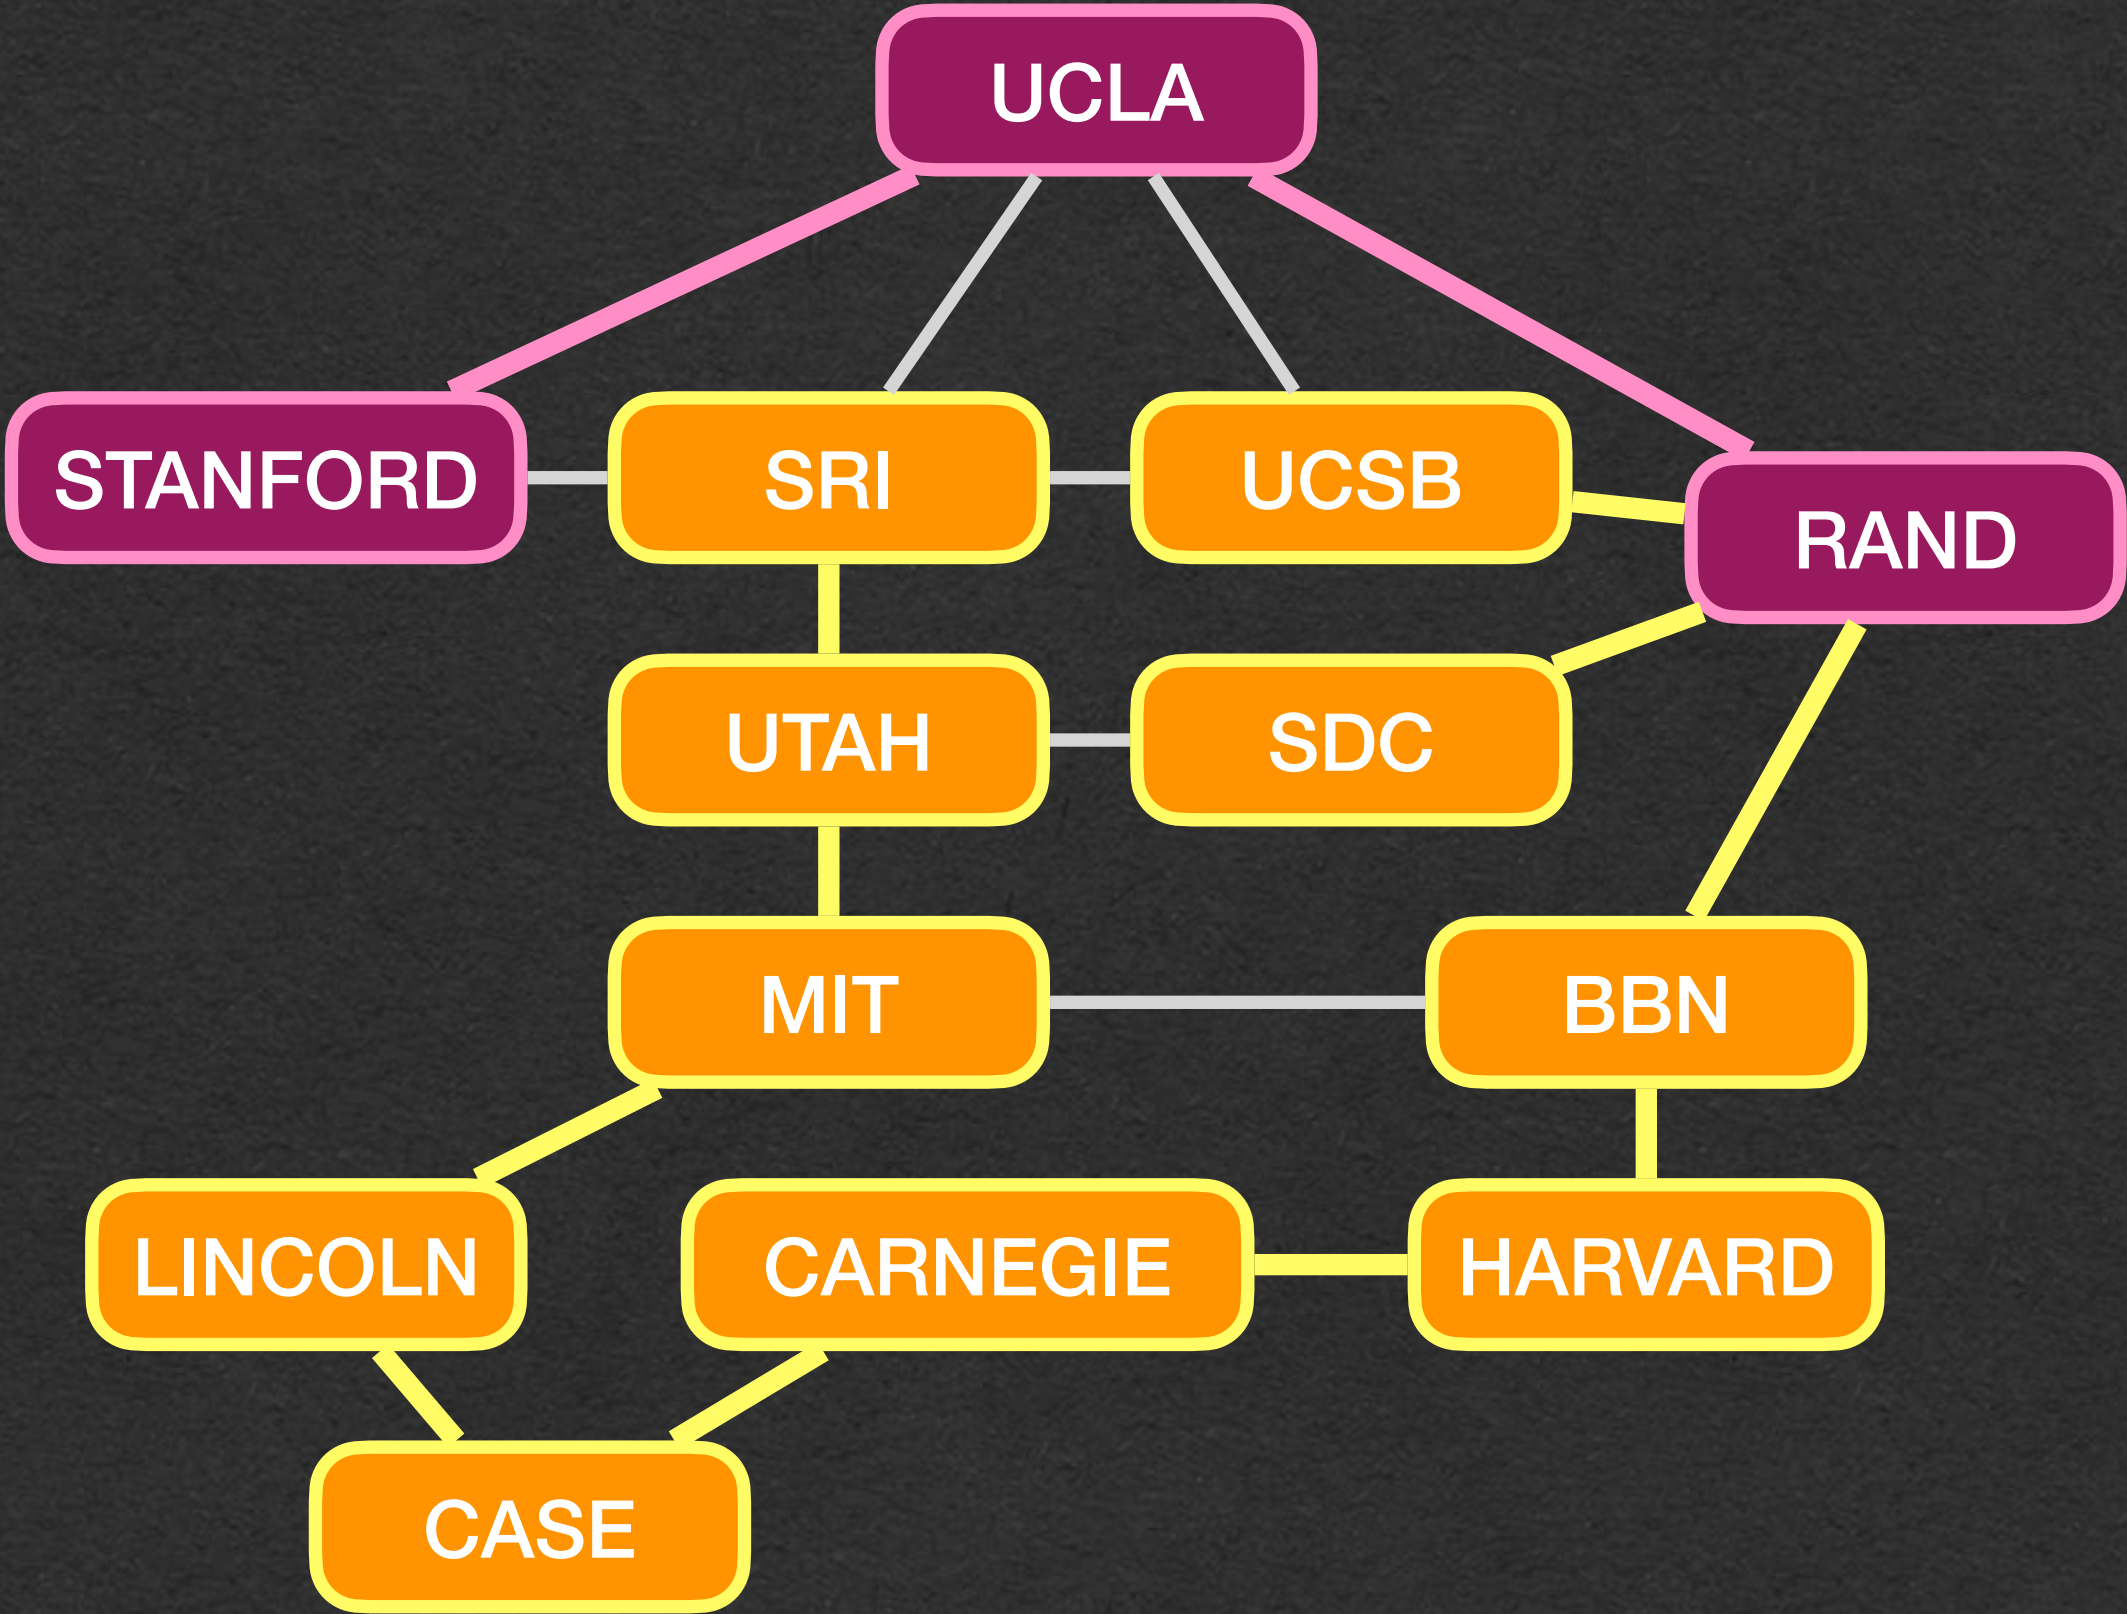 UCLA
STANFORD
SRI
UCSB
RAND
UTAH
SDC
MIT
BBN
LINCOLN
CARNEGIE
HARVARD
CASE